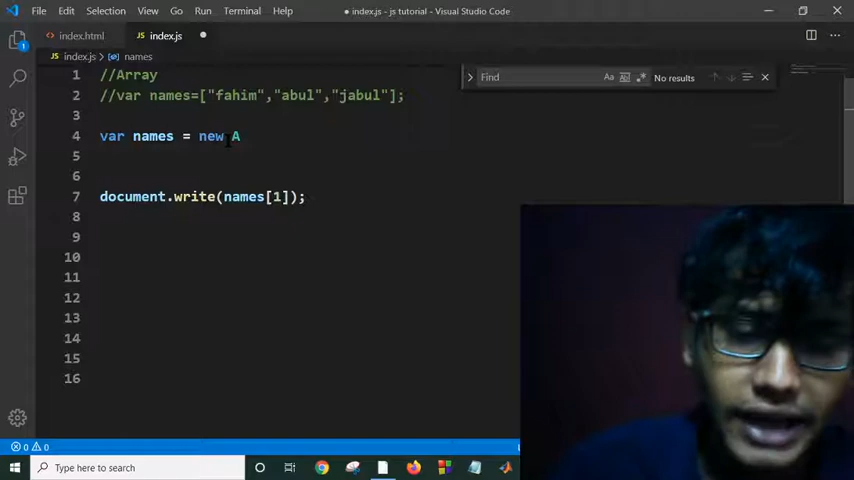 File Edit Selection View Go Run Terminal Help
● index.js - js tutorial - Visual Studio Code
index.html index.js
index.js > names
1 //Array
2 //var names=["fahim","abul","jabul"];
3
4 var names = new A
5
6
7 document.write(names[1]);
8
9
10
11
12
13
14
15
16
Find Aa ab No results
1
0 0
Type here to search